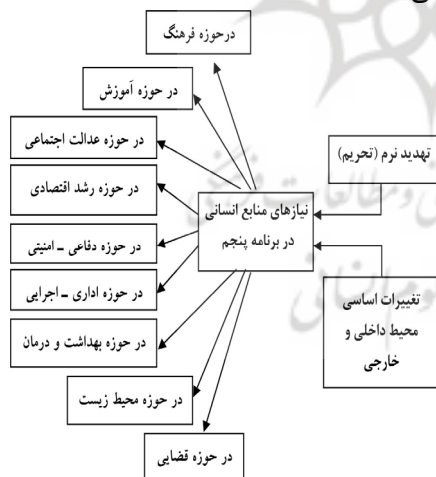 درحوزه فرهنگ
در حوزه آموزش
در حوزه عدالت اجتماعی
در حوزه رشد اقتصادی
در حوزه دفاعی – امنیتی
در حوزه اداری – اجرایی
در حوزه بهداشت و درمان
در حوزه محیط زیست
در حوزه قضایی
نیازهای منابع انسانی
در برنامه پنجم
تهدید نرم (تحریم)
تغییرات اساسی
محیط داخلی و
خارجی